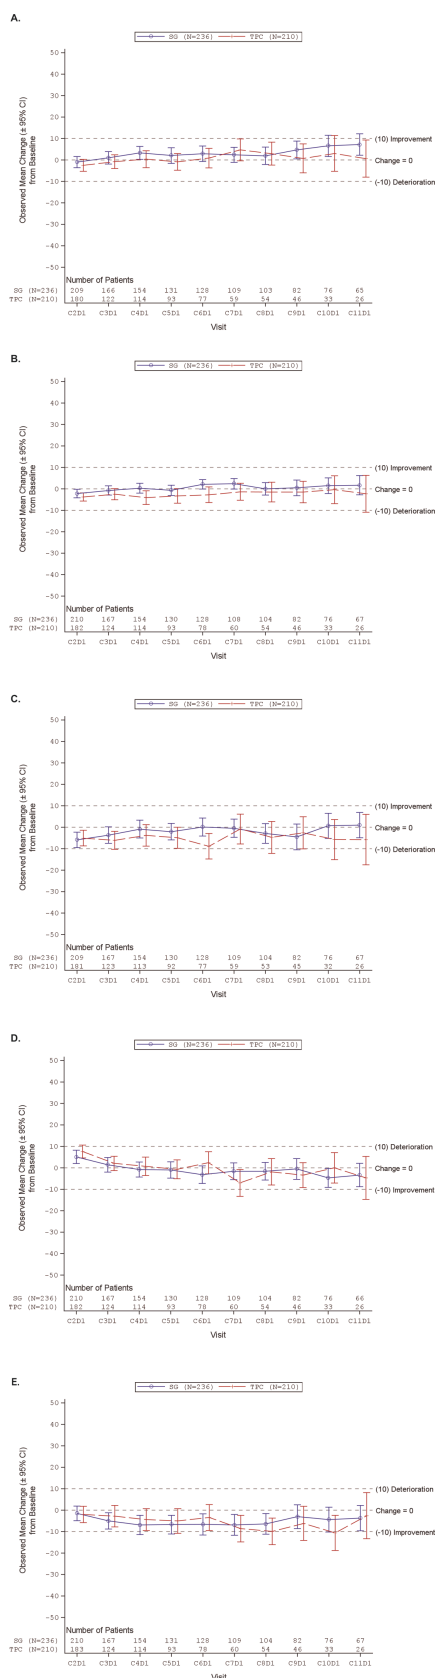 A.
SG (N=236) TPC (N=210)
Observed Mean Change (± 95% CI)
from Baseline
50
40
30
20
10
0
-10
-20
-30
-40
-50
(10) Improvement
Change = 0
(-10) Deterioration
Number of Patients
SG (N=236) 209 166 154 131 128 109 103 82 76 65
TPC (N=210) 180 122 114 93 77 59 54 46 33 26
C2D1 C3D1 C4D1 C5D1 C6D1 C7D1 C8D1 C9D1 C10D1 C11D1
Visit
B.
SG (N=236) TPC (N=210)
Observed Mean Change (± 95% CI)
from Baseline
50
40
30
20
10
0
-10
-20
-30
-40
-50
(10) Improvement
Change = 0
(-10) Deterioration
Number of Patients
SG (N=236) 210 167 154 130 128 108 104 82 76 67
TPC (N=210) 182 124 114 93 78 60 54 46 33 26
C2D1 C3D1 C4D1 C5D1 C6D1 C7D1 C8D1 C9D1 C10D1 C11D1
Visit
C.
SG (N=236) TPC (N=210)
Observed Mean Change (± 95% CI)
from Baseline
50
40
30
20
10
0
-10
-20
-30
-40
-50
(10) Improvement
Change = 0
(-10) Deterioration
Number of Patients
SG (N=236) 209 167 154 130 128 109 104 82 76 67
TPC (N=210) 181 123 113 92 77 59 53 45 32 26
C2D1 C3D1 C4D1 C5D1 C6D1 C7D1 C8D1 C9D1 C10D1 C11D1
Visit
D.
SG (N=236) TPC (N=210)
Observed Mean Change (± 95% CI)
from Baseline
50
40
30
20
10
0
-10
-20
-30
-40
-50
(10) Deterioration
Change = 0
(-10) Improvement
Number of Patients
SG (N=236) 210 167 154 130 128 109 104 82 76 66
TPC (N=210) 182 124 114 93 78 60 54 46 33 26
C2D1 C3D1 C4D1 C5D1 C6D1 C7D1 C8D1 C9D1 C10D1 C11D1
Visit
E.
SG (N=236) TPC (N=210)
Observed Mean Change (± 95% CI)
from Baseline
50
40
30
20
10
0
-10
-20
-30
-40
-50
(10) Deterioration
Change = 0
(-10) Improvement
Number of Patients
SG (N=236) 210 167 154 131 128 109 104 82 76 67
TPC (N=210) 183 124 114 93 78 60 54 46 33 26
C2D1 C3D1 C4D1 C5D1 C6D1 C7D1 C8D1 C9D1 C10D1 C11D1
Visit